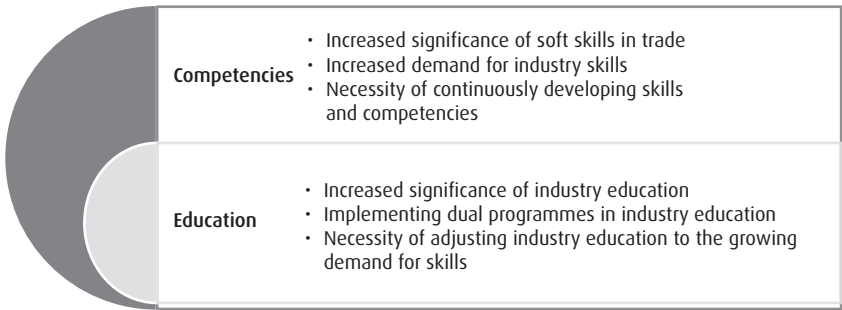 Competencies
• Increased significance of soft skills in trade
• Increased demand for industry skills
• Necessity of continuously developing skills
and competencies
Education
• Increased significance of industry education
• Implementing dual programmes in industry education
• Necessity of adjusting industry education to the growing
demand for skills